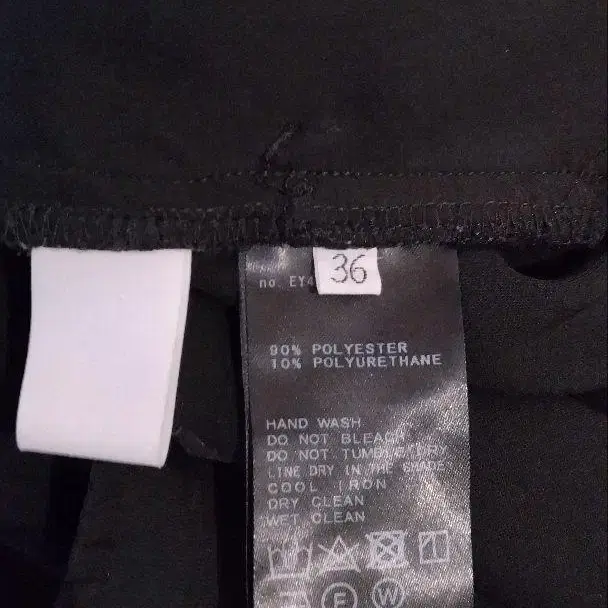 36
no. EY
90% POLYESTER
10% POLYURETHANE
HAND WASH
DO NOT BLEACH
DO NOT TUMBLE DRY
LINE DRY IN THE SHADE
COOL IRON
DRY CLEAN
WET CLEAN
F W